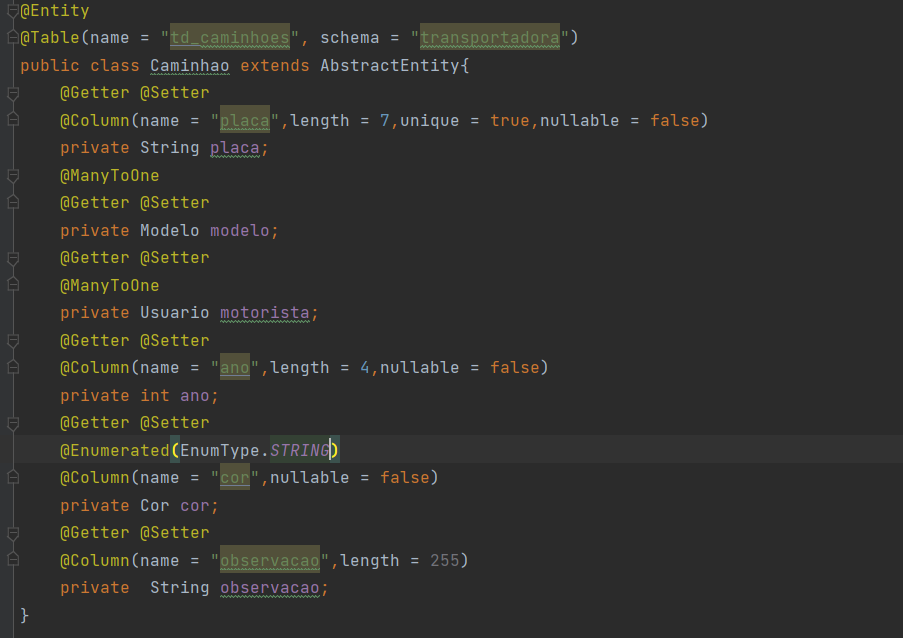 @Entity
@Table(name = "td_caminhoes", schema = "transportadora")
public class Caminhao extends AbstractEntity{
    @Getter @Setter
    @Column(name = "placa",length = 7,unique = true,nullable = false)
    private String placa;
    @ManyToOne
    @Getter @Setter
    private Modelo modelo;
    @Getter @Setter
    @ManyToOne
    private Usuario motorista;
    @Getter @Setter
    @Column(name = "ano",length = 4,nullable = false)
    private int ano;
    @Getter @Setter
    @Enumerated(EnumType.STRING)
    @Column(name = "cor",nullable = false)
    private Cor cor;
    @Getter @Setter
    @Column(name = "observacao",length = 255)
    private  String observacao;
}